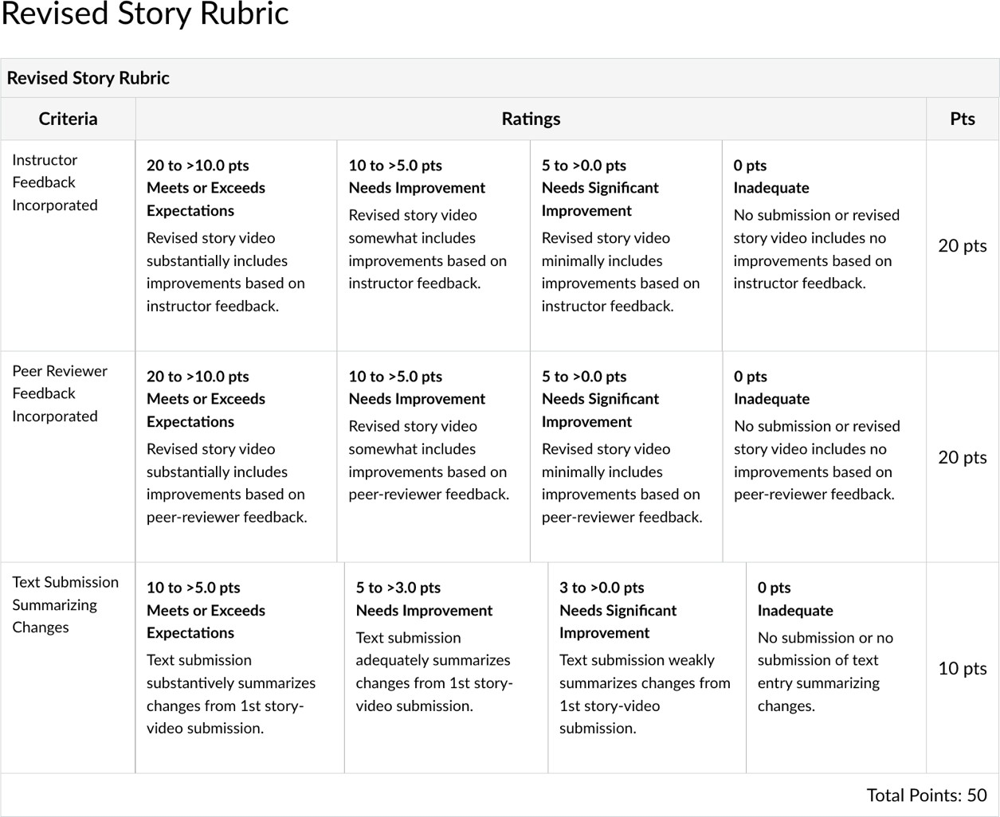 Revised Story Rubric
Revised Story Rubric
Criteria
Ratings
Pts
Instructor
Feedback
Incorporated
20 to >10.0 pts
Meets or Exceeds
Expectations
Revised story video
substantially includes
improvements based on
instructor feedback.
10 to >5.0 pts
Needs Improvement
Revised story video
somewhat includes
improvements based on
instructor feedback.
5 to >0.0 pts
Needs Significant
Improvement
Revised story video
minimally includes
improvements based on
instructor feedback.
0 pts
Inadequate
No submission or revised
story video includes no
improvements based on
instructor feedback.
20 pts
Peer Reviewer
Feedback
Incorporated
20 to >10.0 pts
Meets or Exceeds
Expectations
Revised story video
substantially includes
improvements based on
peer-reviewer feedback.
10 to >5.0 pts
Needs Improvement
Revised story video
somewhat includes
improvements based on
peer-reviewer feedback.
5 to >0.0 pts
Needs Significant
Improvement
Revised story video
minimally includes
improvements based on
peer-reviewer feedback.
0 pts
Inadequate
No submission or revised
story video includes no
improvements based on
peer-reviewer feedback.
20 pts
Text Submission
Summarizing
Changes
10 to >5.0 pts
Meets or Exceeds
Expectations
Text submission
substantively summarizes
changes from 1st story-
video submission.
5 to >3.0 pts
Needs Improvement
Text submission
adequately summarizes
changes from 1st story-
video submission.
3 to >0.0 pts
Needs Significant
Improvement
Text submission weakly
summarizes changes from
1st story-video
submission.
0 pts
Inadequate
No submission or no
submission of text
entry summarizing
changes.
10 pts
Total Points: 50